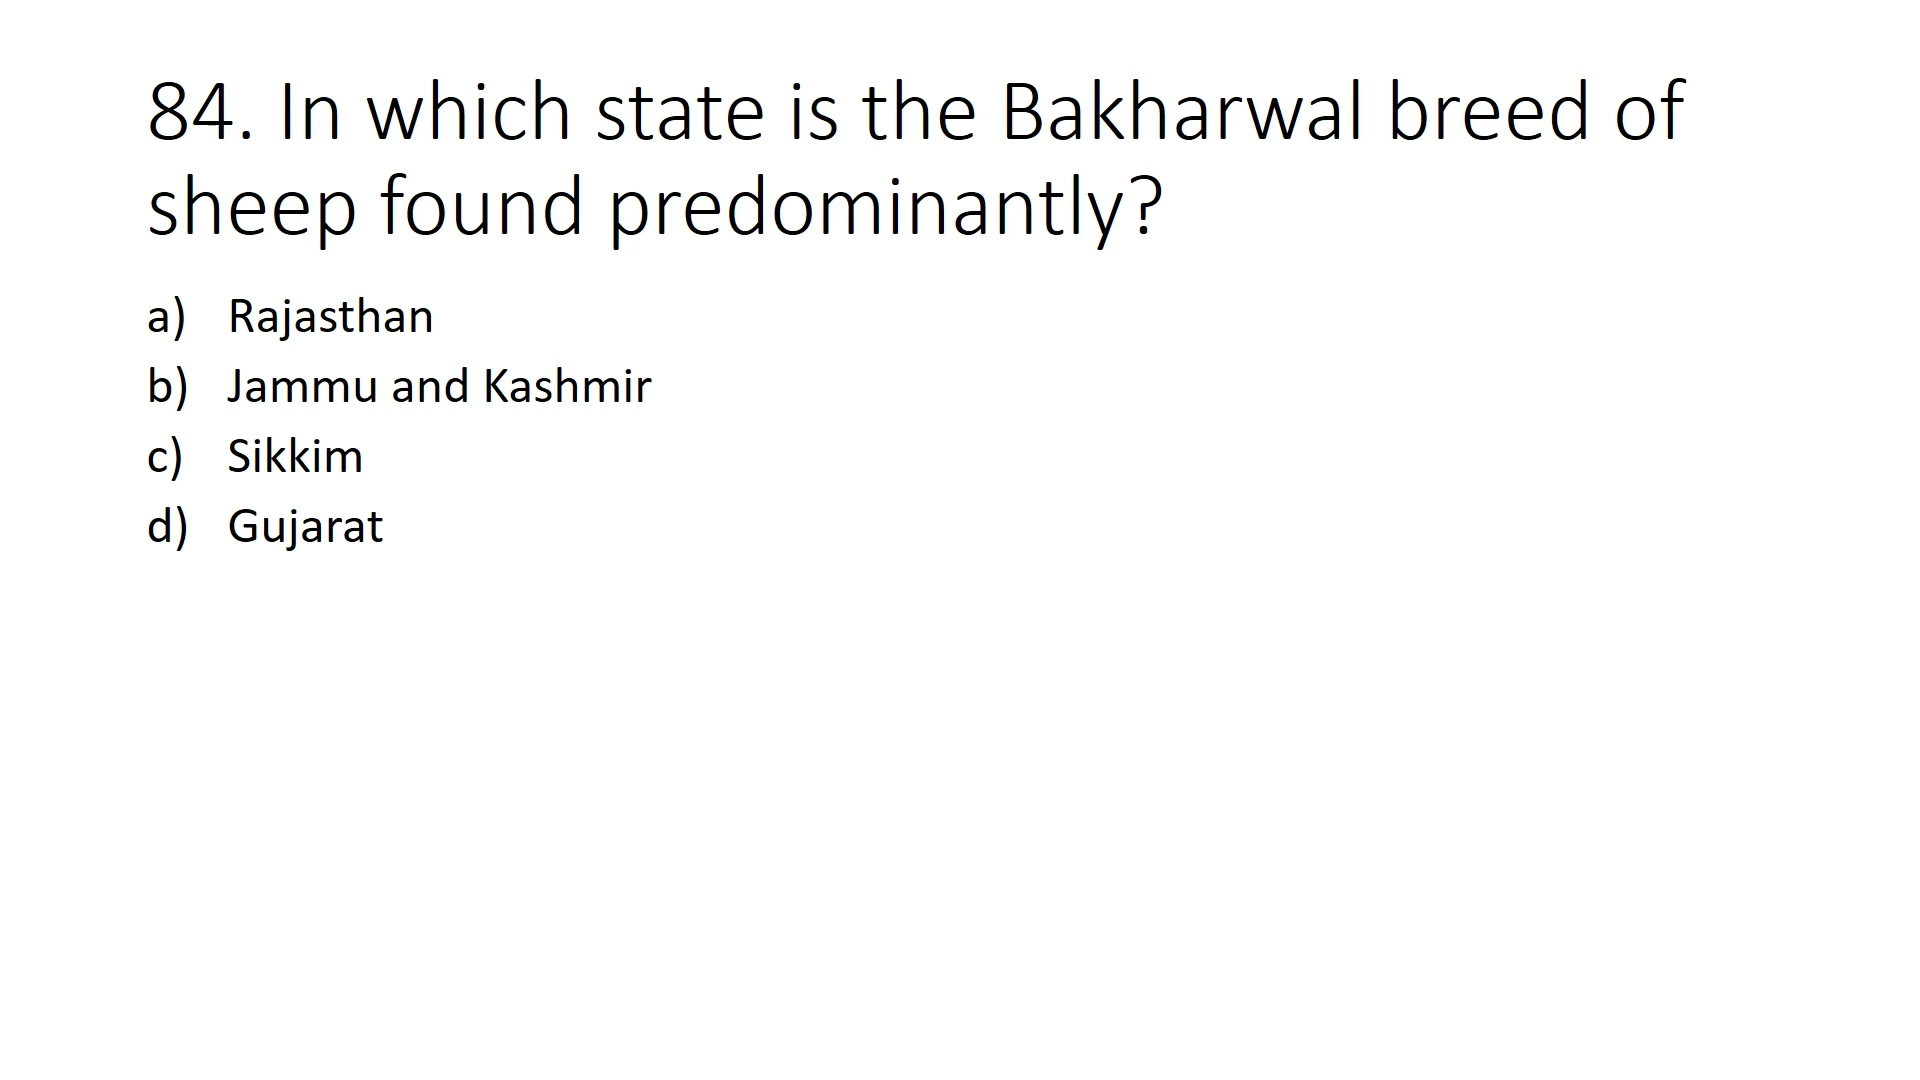 84. In which state is the Bakharwal breed of
sheep found predominantly?
a) Rajasthan
b) Jammu and Kashmir
c) Sikkim
d) Gujarat